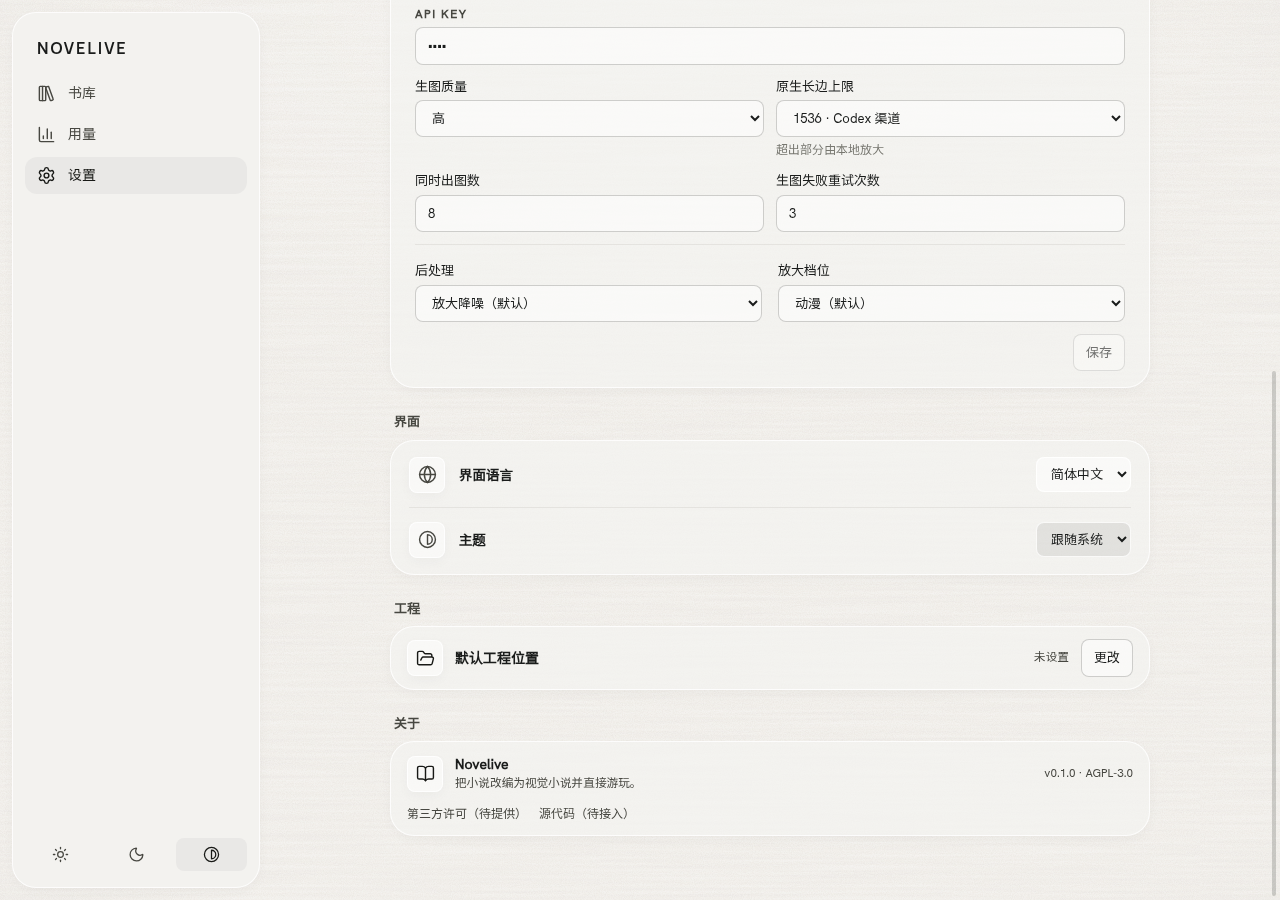 NOVELIVE
书库
用量
设置
API KEY
••••
生图质量
原生长边上限
高
1536 · Codex 渠道
超出部分由本地放大
同时出图数
生图失败重试次数
8
3
后处理
放大档位
放大降噪（默认）
动漫（默认）
保存
界面
界面语言
简体中文
主题
跟随系统
工程
默认工程位置
未设置
更改
关于
Novelive
把小说改编为视觉小说并直接游玩。
v0.1.0 · AGPL-3.0
第三方许可（待提供） 源代码（待接入）